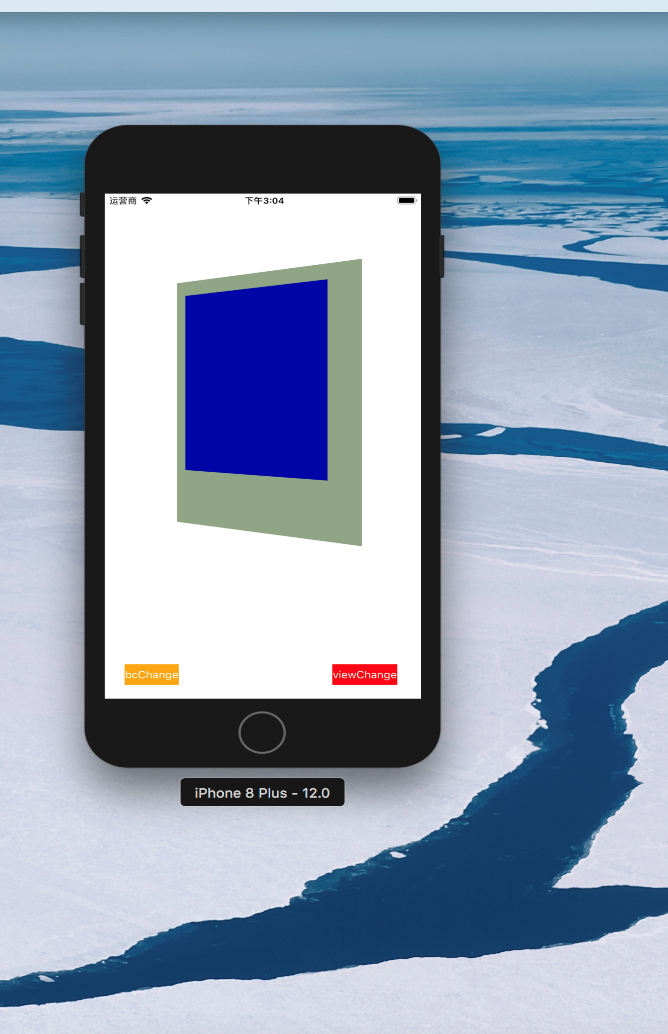 运营商 下午3:04
bcChange viewChange
iPhone 8 Plus - 12.0